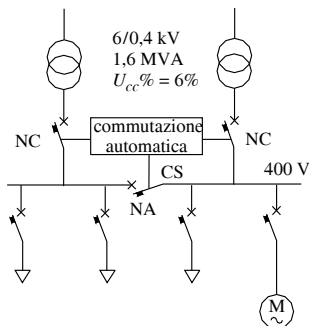 6/0,4 kV
1,6 MVA
Ucc% = 6%
commutazione
automatica
NC
NC
CS
400 V
NA
M
~